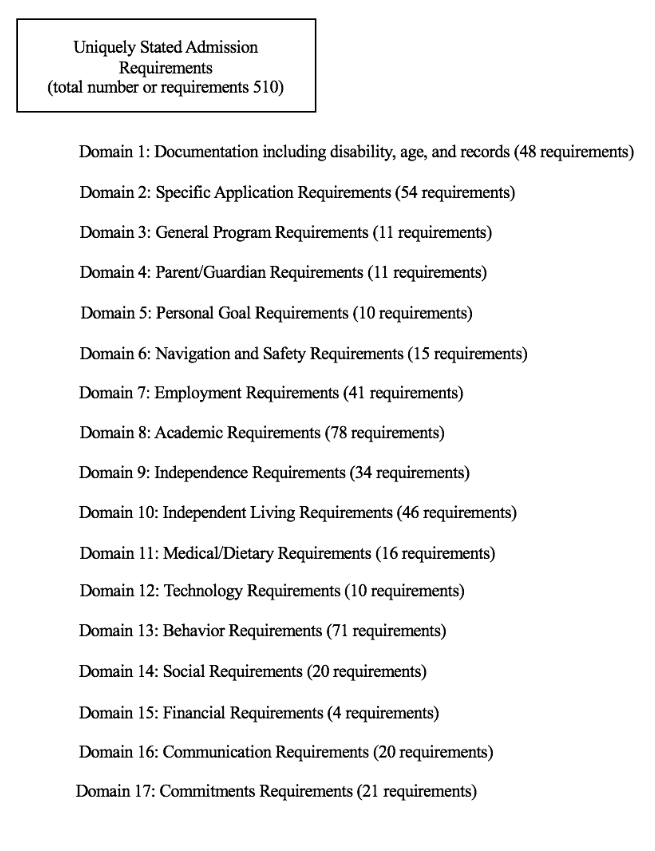 Uniquely Stated Admission
Requirements
(total number or requirements 510)
Domain 1: Documentation including disability, age, and records (48 requirements)
Domain 2: Specific Application Requirements (54 requirements)
Domain 3: General Program Requirements (11 requirements)
Domain 4: Parent/Guardian Requirements (11 requirements)
Domain 5: Personal Goal Requirements (10 requirements)
Domain 6: Navigation and Safety Requirements (15 requirements)
Domain 7: Employment Requirements (41 requirements)
Domain 8: Academic Requirements (78 requirements)
Domain 9: Independence Requirements (34 requirements)
Domain 10: Independent Living Requirements (46 requirements)
Domain 11: Medical/Dietary Requirements (16 requirements)
Domain 12: Technology Requirements (10 requirements)
Domain 13: Behavior Requirements (71 requirements)
Domain 14: Social Requirements (20 requirements)
Domain 15: Financial Requirements (4 requirements)
Domain 16: Communication Requirements (20 requirements)
Domain 17: Commitments Requirements (21 requirements)